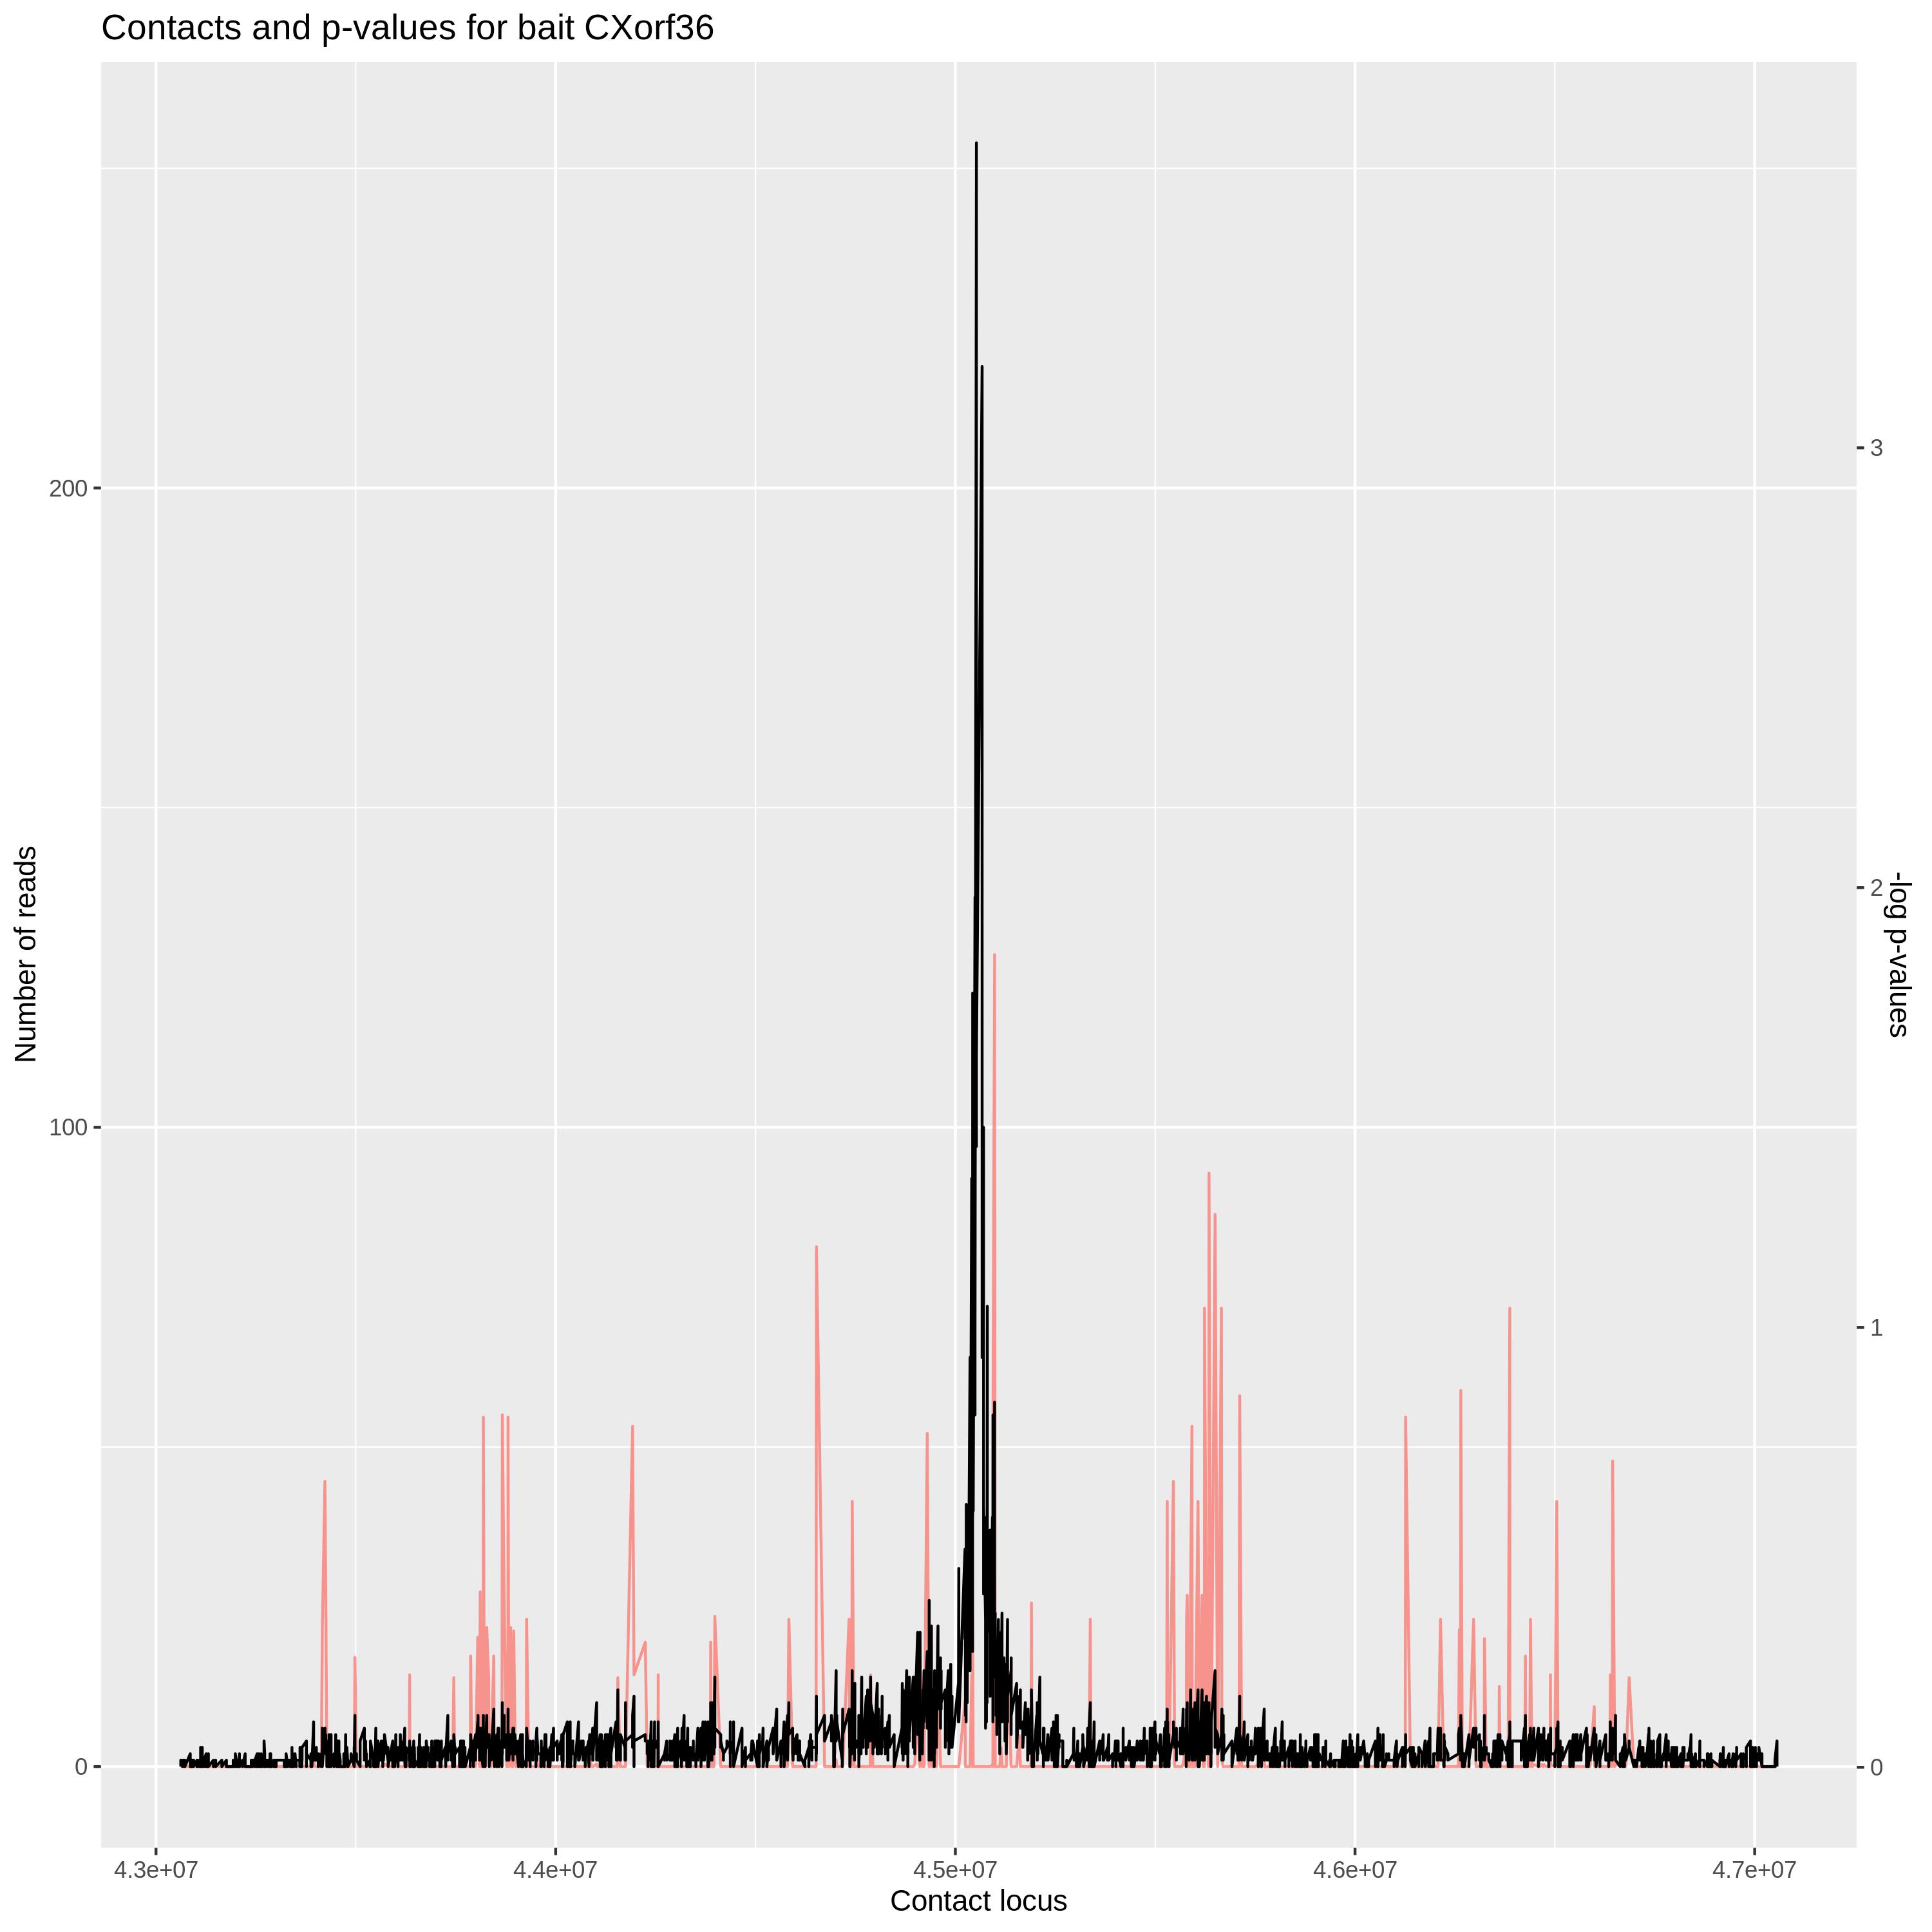 Contacts and p-values for bait CXorf36
Number of reads
200
100
0
3
2
1
0
-log p-values
4.3e+07
4.4e+07
4.5e+07
4.6e+07
4.7e+07
Contact locus